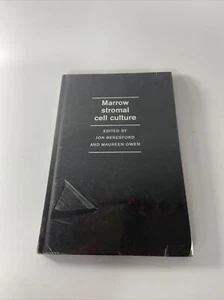 Marrow
stromal
cell culture
EDITED BY
JON BERESFORD
AND MAUREEN OWEN